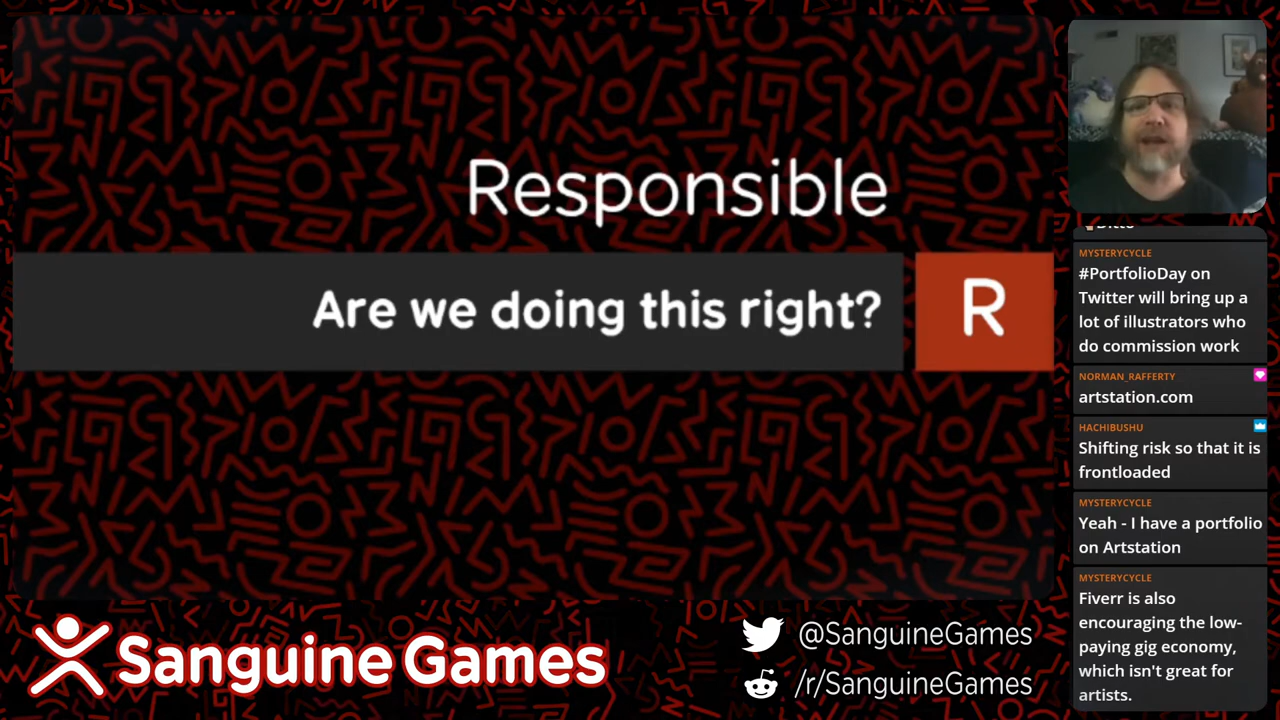 Responsible
Are we doing this right?
R
Ditto
MYSTERYCYCLE
#PortfolioDay on
Twitter will bring up a
lot of illustrators who
do commission work
NORMAN_RAFFERTY
artstation.com
HACHIBUSHU
Shifting risk so that it is
frontloaded
MYSTERYCYCLE
Yeah - I have a portfolio
on Artstation
MYSTERYCYCLE
Fiverr is also
encouraging the low-
paying gig economy,
which isn't great for
artists.
Sanguine Games
@SanguineGames
/r/SanguineGames